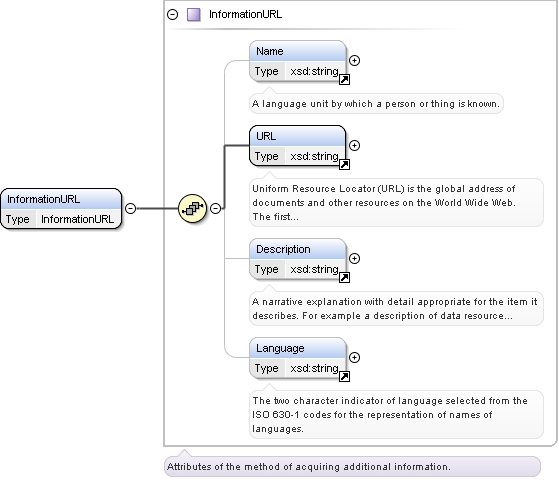 InformationURL
Name
Type xsd:string
A language unit by which a person or thing is known.
URL
Type xsd:string
Uniform Resource Locator (URL) is the global address of
documents and other resources on the World Wide Web.
The first...
InformationURL
Type InformationURL
Description
Type xsd:string
A narrative explanation with detail appropriate for the item it
describes. For example a description of data resource...
Language
Type xsd:string
The two character indicator of language selected from the
ISO 630-1 codes for the representation of names of
languages.
Attributes of the method of acquiring additional information.